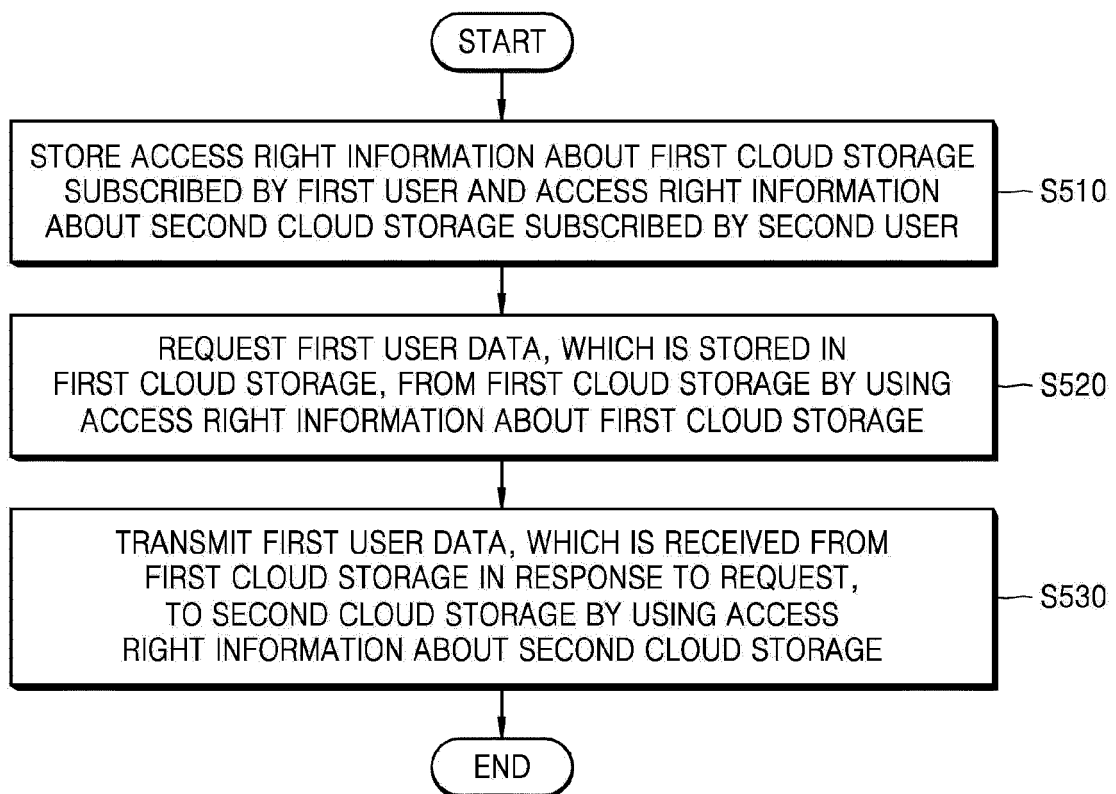 START
STORE ACCESS RIGHT INFORMATION ABOUT FIRST CLOUD STORAGE
SUBSCRIBED BY FIRST USER AND ACCESS RIGHT INFORMATION
ABOUT SECOND CLOUD STORAGE SUBSCRIBED BY SECOND USER
S510
REQUEST FIRST USER DATA, WHICH IS STORED IN
FIRST CLOUD STORAGE, FROM FIRST CLOUD STORAGE BY USING
ACCESS RIGHT INFORMATION ABOUT FIRST CLOUD STORAGE
S520
TRANSMIT FIRST USER DATA, WHICH IS RECEIVED FROM
FIRST CLOUD STORAGE IN RESPONSE TO REQUEST,
TO SECOND CLOUD STORAGE BY USING ACCESS
RIGHT INFORMATION ABOUT SECOND CLOUD STORAGE
S530
END